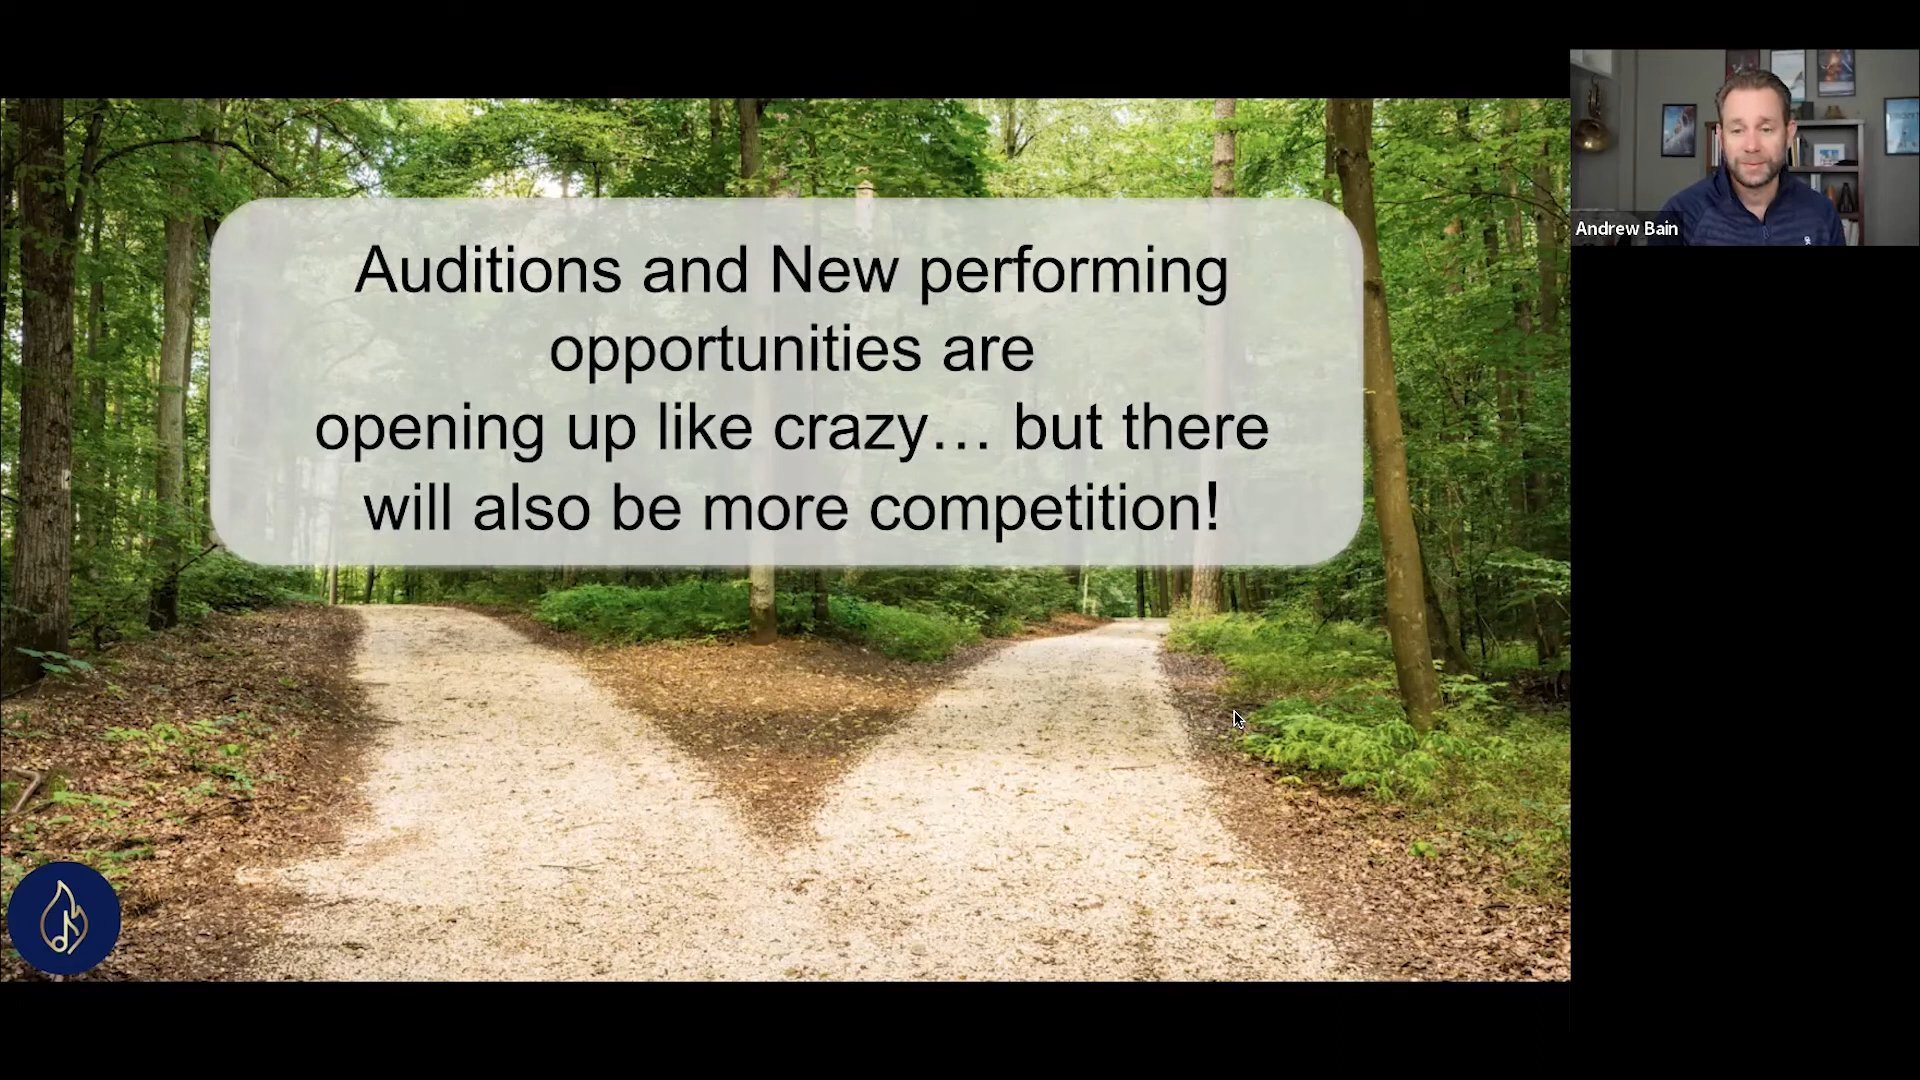 Auditions and New performing
opportunities are
opening up like crazy… but there
will also be more competition!
Andrew Bain